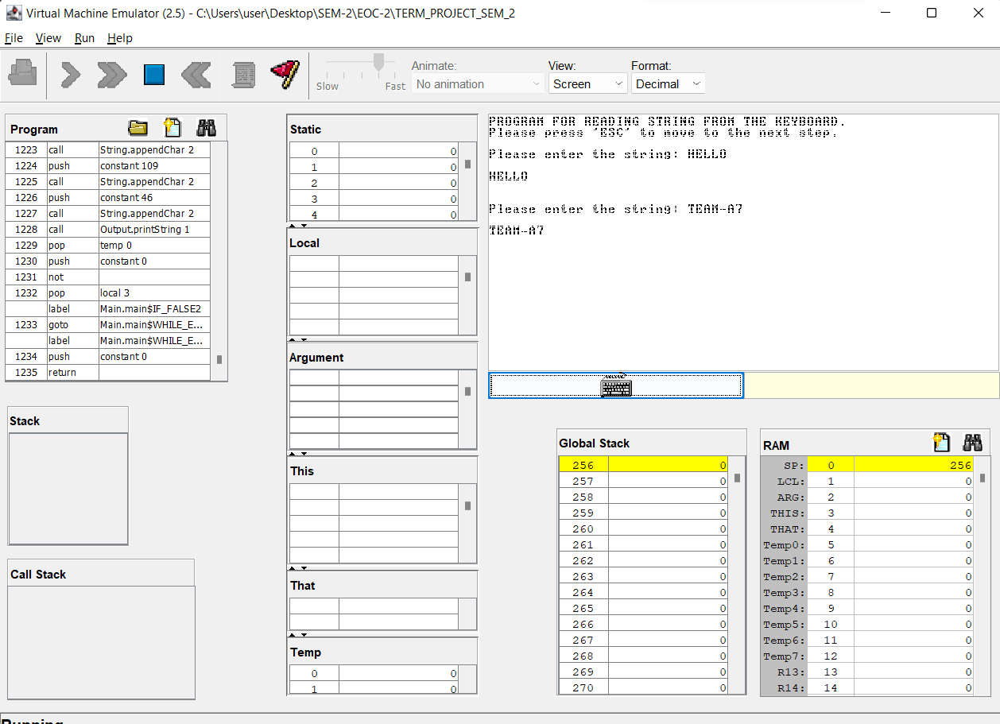 Virtual Machine Emulator (2.5) - C:\Users\user\Desktop\SEM-2\EOC-2\TERM_PROJECT_SEM_2
File View Run Help
Slow Fast
Animate:
No animation
View:
Screen
Format:
Decimal
Program
1223 call String.appendChar 2
1224 push constant 109
1225 call String.appendChar 2
1226 push constant 46
1227 call String.appendChar 2
1228 call Output.printString 1
1229 pop temp 0
1230 push constant 0
1231 not
1232 pop local 3
label Main.main$IF_FALSE2
1233 goto Main.main$WHILE_E...
label Main.main$WHILE_E...
1234 push constant 0
1235 return
Stack
Call Stack
Static
0 0
1 0
2 0
3 0
4 0
Local
Argument
This
That
Temp
0 0
1 0
PROGRAM FOR READING STRING FROM THE KEYBOARD.
Please press 'ESC' to move to the next step.
Please enter the string: HELLO
HELLO
Please enter the string: TEAM-A7
TEAM-A7
Global Stack
256 0
257 0
258 0
259 0
260 0
261 0
262 0
263 0
264 0
265 0
266 0
267 0
268 0
269 0
270 0
RAM
SP: 0 256
LCL: 1 0
ARG: 2 0
THIS: 3 0
THAT: 4 0
Temp0: 5 0
Temp1: 6 0
Temp2: 7 0
Temp3: 8 0
Temp4: 9 0
Temp5: 10 0
Temp6: 11 0
Temp7: 12 0
R13: 13 0
R14: 14 0
Running